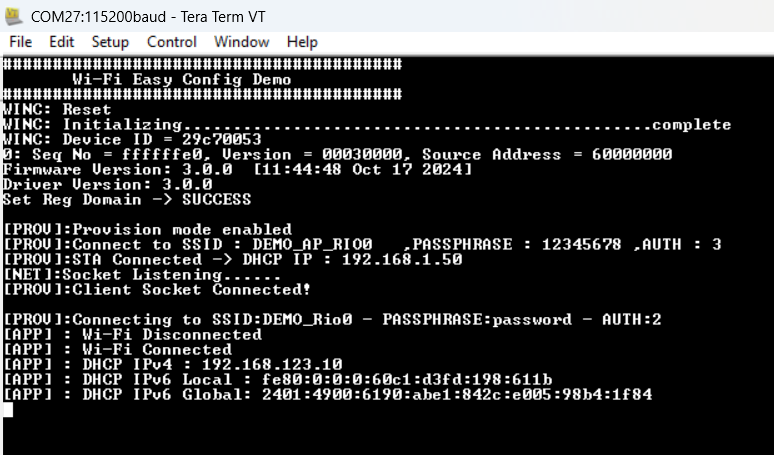 COM27:115200baud - Tera Term VT
File Edit Setup Control Window Help
########################################
Wi-Fi Easy Config Demo
########################################
WINC: Reset
WINC: Initializing...............................................complete
WINC: Device ID = 29c70053
0: Seq No = ffffffe0, Version = 00030000, Source Address = 60000000
Firmware Version: 3.0.0  [11:44:48 Oct 17 2024]
Driver Version: 3.0.0
Set Reg Domain -> SUCCESS
[PROV]:Provision mode enabled
[PROV]:Connect to SSID : DEMO_AP_RIO0   ,PASSPHRASE : 12345678 ,AUTH : 3
[PROV]:STA Connected -> DHCP IP : 192.168.1.50
[NET]:Socket Listening......
[PROV]:Client Socket Connected!
[PROV]:Connecting to SSID:DEMO_Rio0 - PASSPHRASE:password - AUTH:2
[APP] : Wi-Fi Disconnected
[APP] : Wi-Fi Connected
[APP] : DHCP IPv4 : 192.168.123.10
[APP] : DHCP IPv6 Local : fe80:0:0:0:60c1:d3fd:198:611b
[APP] : DHCP IPv6 Global: 2401:4900:6190:abe1:842c:e005:98b4:1f84